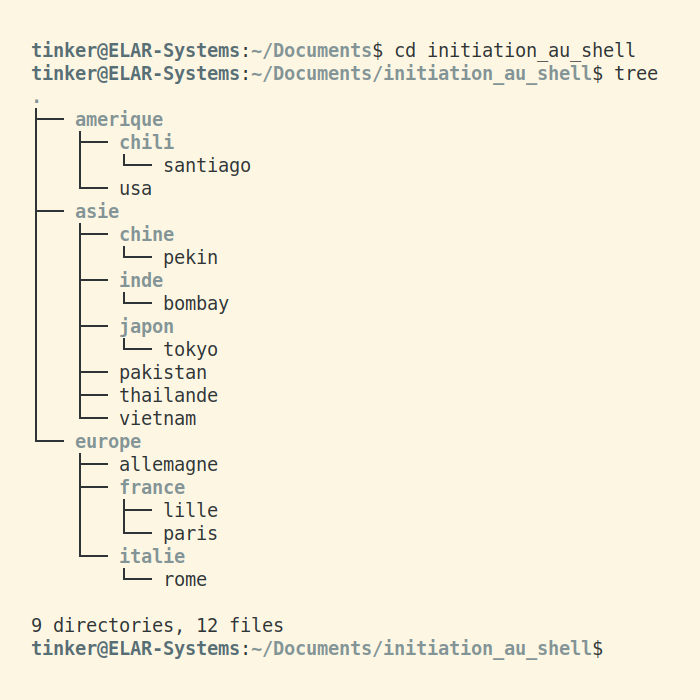 tinker@ELAR-Systems:~/Documents$ cd initiation_au_shell
tinker@ELAR-Systems:~/Documents/initiation_au_shell$ tree
.
├── amerique
│   ├── chili
│   │   └── santiago
│   └── usa
├── asie
│   ├── chine
│   │   └── pekin
│   ├── inde
│   │   └── bombay
│   ├── japon
│   │   └── tokyo
│   ├── pakistan
│   ├── thailande
│   └── vietnam
└── europe
    ├── allemagne
    ├── france
    │   ├── lille
    │   └── paris
    └── italie
        └── rome

9 directories, 12 files
tinker@ELAR-Systems:~/Documents/initiation_au_shell$